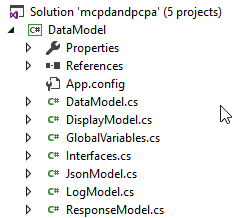 Solution 'mcpdandpcpa' (5 projects)
C# DataModel
Properties
References
App.config
C# DataModel.cs
C# DisplayModel.cs
C# GlobalVariables.cs
C# Interfaces.cs
C# JsonModel.cs
C# LogModel.cs
C# ResponseModel.cs